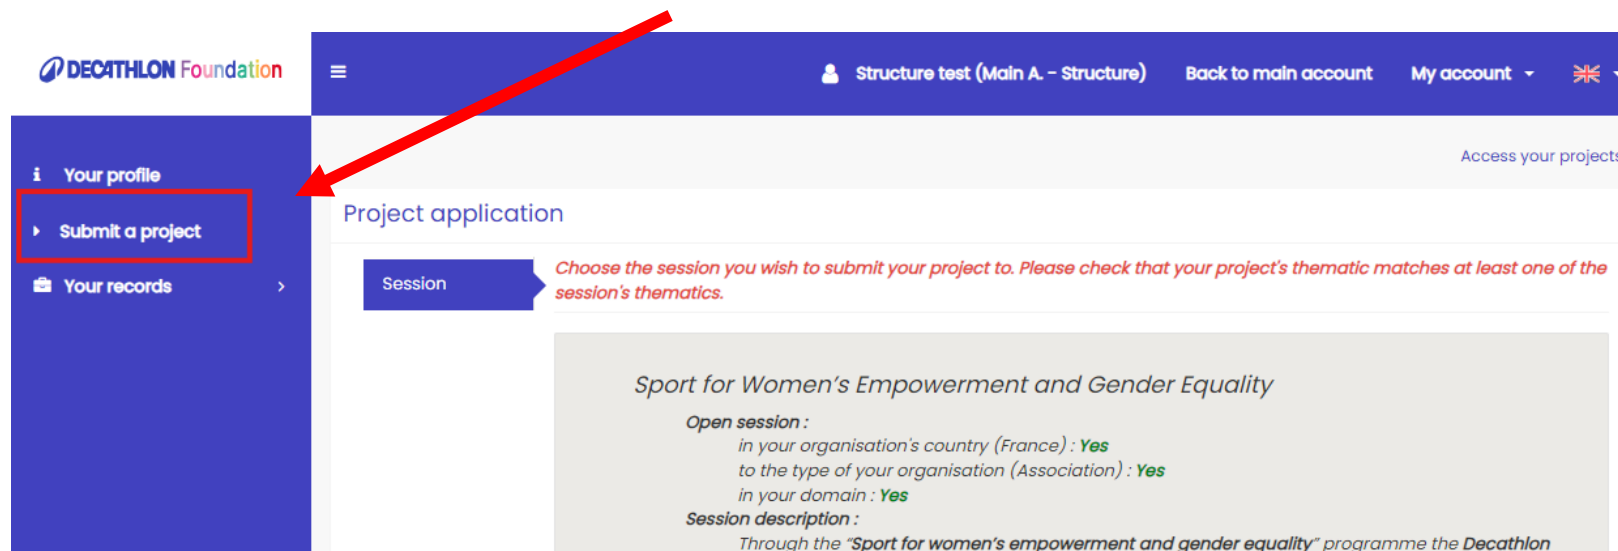 DECATHLON Foundation
Structure test (Main A. - Structure) Back to main account My account
Access your projects
Your profile
Submit a project
Your records
Project application
Session
Choose the session you wish to submit your project to. Please check that your project's thematic matches at least one of the
session's thematics.
Sport for Women’s Empowerment and Gender Equality
Open session :
in your organisation's country (France) : Yes
to the type of your organisation (Association) : Yes
in your domain : Yes
Session description :
Through the “Sport for women’s empowerment and gender equality” programme the Decathlon